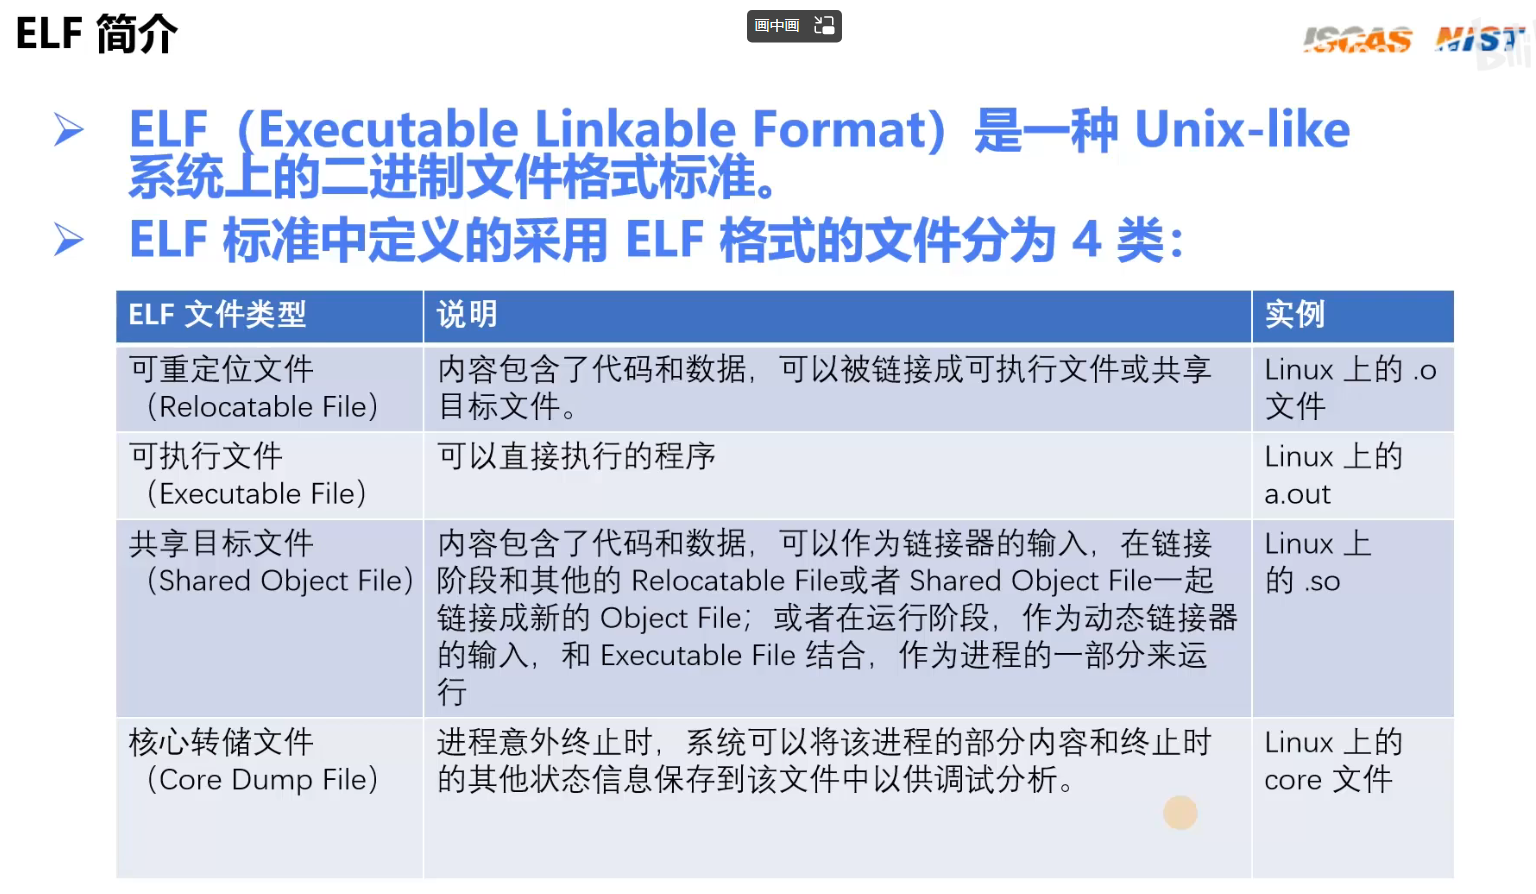 ELF 简介
画中画
ISCAS NIST
ELF（Executable Linkable Format）是一种 Unix-like
系统上的二进制文件格式标准。
ELF 标准中定义的采用 ELF 格式的文件分为 4 类：
ELF 文件类型
说明
实例
可重定位文件
（Relocatable File）
内容包含了代码和数据，可以被链接成可执行文件或共享
目标文件。
Linux 上的 .o
文件
可执行文件
（Executable File）
可以直接执行的程序
Linux 上的
a.out
共享目标文件
（Shared Object File）
内容包含了代码和数据，可以作为链接器的输入，在链接
阶段和其他的 Relocatable File或者 Shared Object File一起
链接成新的 Object File；或者在运行阶段，作为动态链接器
的输入，和 Executable File 结合，作为进程的一部分来运
行
Linux 上
的 .so
核心转储文件
（Core Dump File）
进程意外终止时，系统可以将该进程的部分内容和终止时
的其他状态信息保存到该文件中以供调试分析。
Linux 上的
core 文件